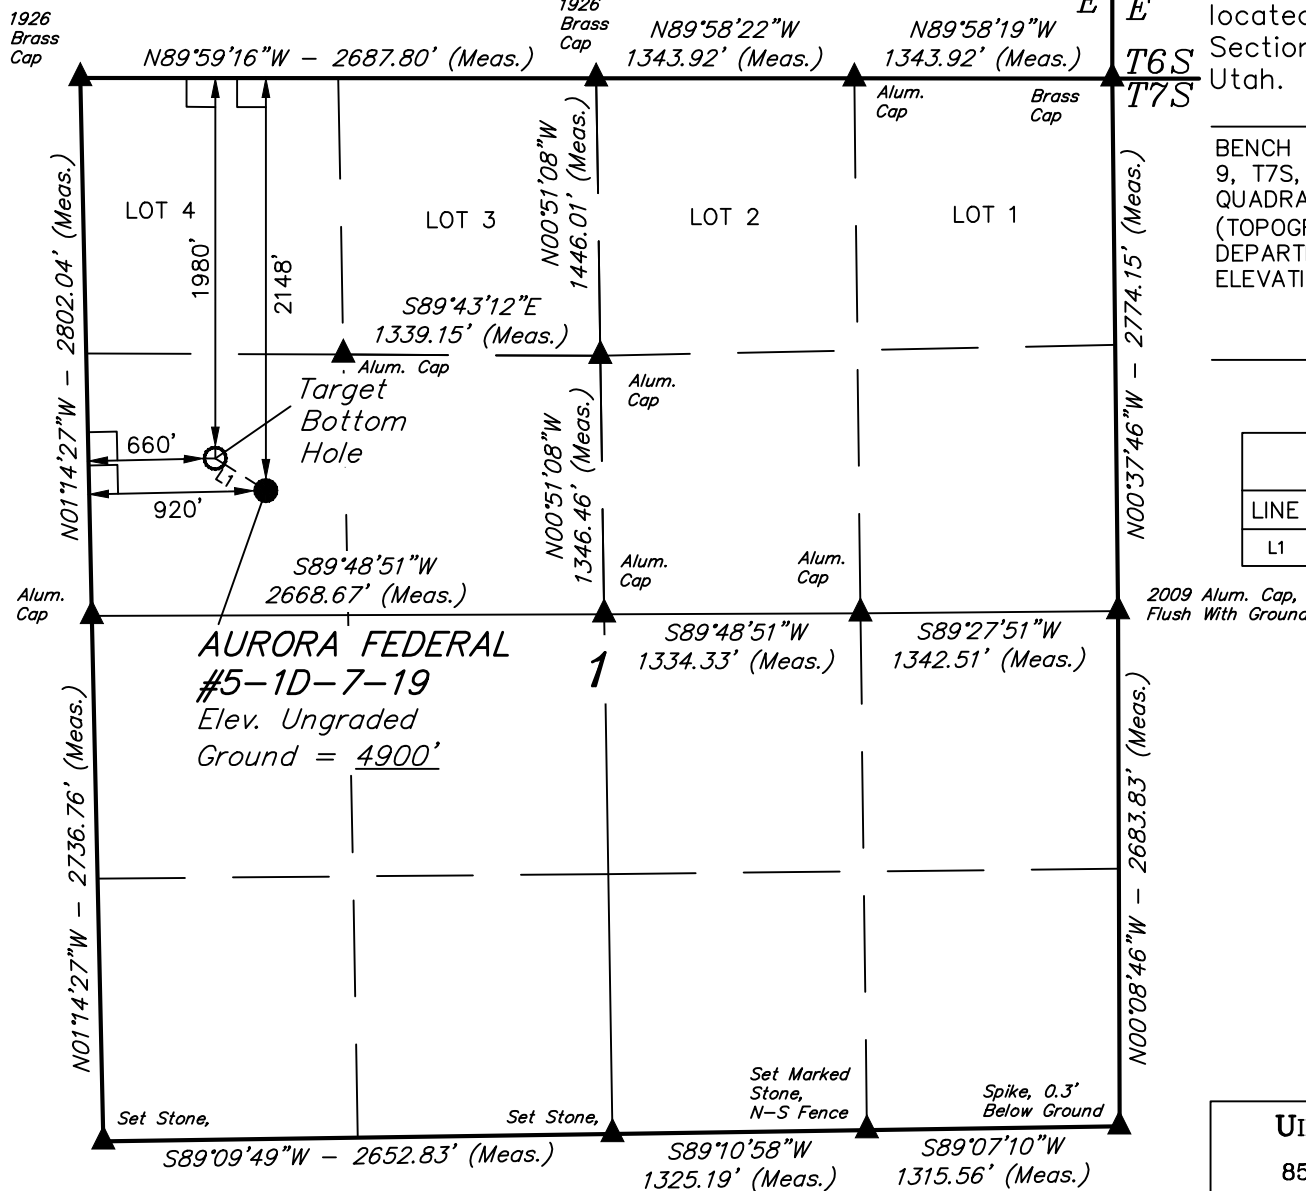 1926
Brass
Cap
1926
Brass
Cap
E
E
N89°59'16"W - 2687.80' (Meas.)
N89°58'22"W
1343.92' (Meas.)
N89°58'19"W
1343.92' (Meas.)
T6S
T7S
located
Section
Utah.
Alum.
Cap
Brass
Cap
BENCH
9, T7S,
QUADRA
(TOPOGR
DEPART
ELEVATI
N01°14'27"W - 2802.04' (Meas.)
LOT 4
LOT 3
LOT 2
LOT 1
1980'
2148'
N00°51'08"W
1446.01' (Meas.)
N00°37'46"W - 2774.15' (Meas.)
S89°43'12"E
1339.15' (Meas.)
Alum. Cap
Alum.
Cap
Target
Bottom
Hole
660'
L1
920'
N00°51'08"W
1346.46' (Meas.)
LINE
L1
S89°48'51"W
2668.67' (Meas.)
Alum.
Cap
Alum.
Cap
Alum.
Cap
2009 Alum. Cap,
Flush With Ground
S89°48'51"W
1334.33' (Meas.)
S89°27'51"W
1342.51' (Meas.)
AURORA FEDERAL
#5-1D-7-19
Elev. Ungraded
Ground = 4900'
1
N01°14'27"W - 2736.76' (Meas.)
N00°08'46"W - 2683.83' (Meas.)
Set Stone,
Set Stone,
Set Marked
Stone,
N-S Fence
Spike, 0.3'
Below Ground
S89°09'49"W - 2652.83' (Meas.)
S89°10'58"W
1325.19' (Meas.)
S89°07'10"W
1315.56' (Meas.)
UI
85